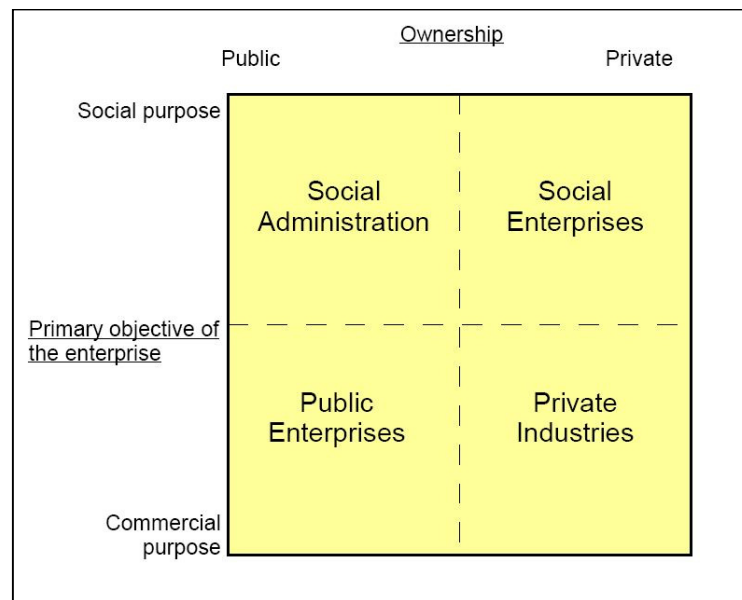 Ownership
Public
Private
Social purpose
Social
Administration
Social
Enterprises
Primary objective of
the enterprise
Public
Enterprises
Private
Industries
Commercial
purpose